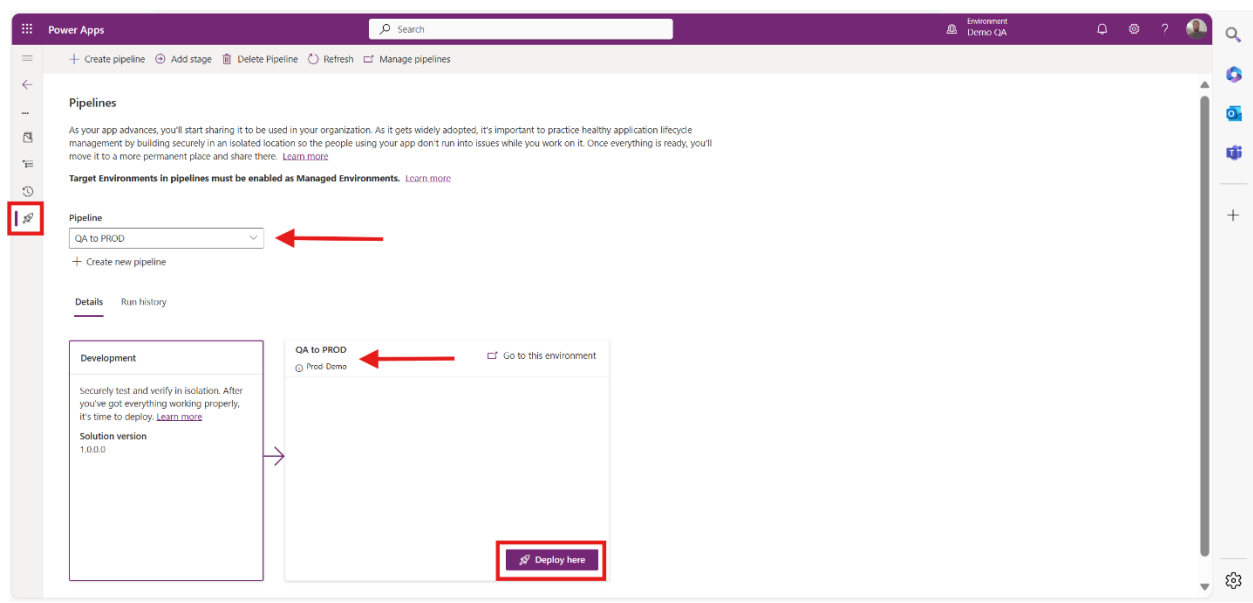 Power Apps
Search
Environment
Demo QA
?
Create pipeline
Add stage
Delete Pipeline
Refresh
Manage pipelines
Pipelines
As your app advances, you'll start sharing it to be used in your organization. As it gets widely adopted, it's important to practice healthy application lifecycle
management by building securely in an isolated location so the people using your app don't run into issues while you work on it. Once everything is ready, you'll
move it to a more permanent place and share there. Learn more
Target Environments in pipelines must be enabled as Managed Environments. Learn more
Pipeline
QA to PROD
Create new pipeline
Details
Run history
Development
Securely test and verify in isolation. After
you've got everything working properly,
it's time to deploy. Learn more
Solution version
1.0.0.0
QA to PROD
Prod-Demo
Go to this environment
Deploy here